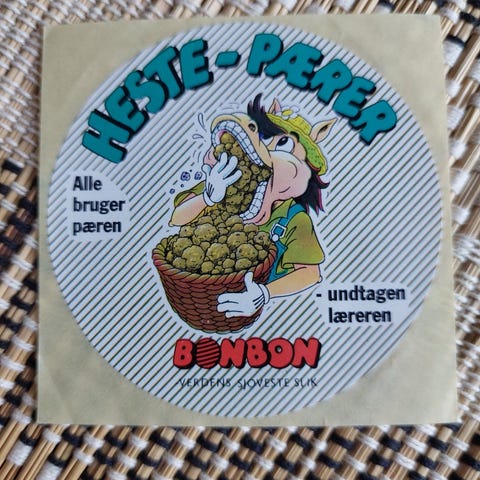 HESTE-PÆRER
Alle
bruger
pæren
- undtagen
læreren
BONBON
VERDENS SJOVESTE SLIK